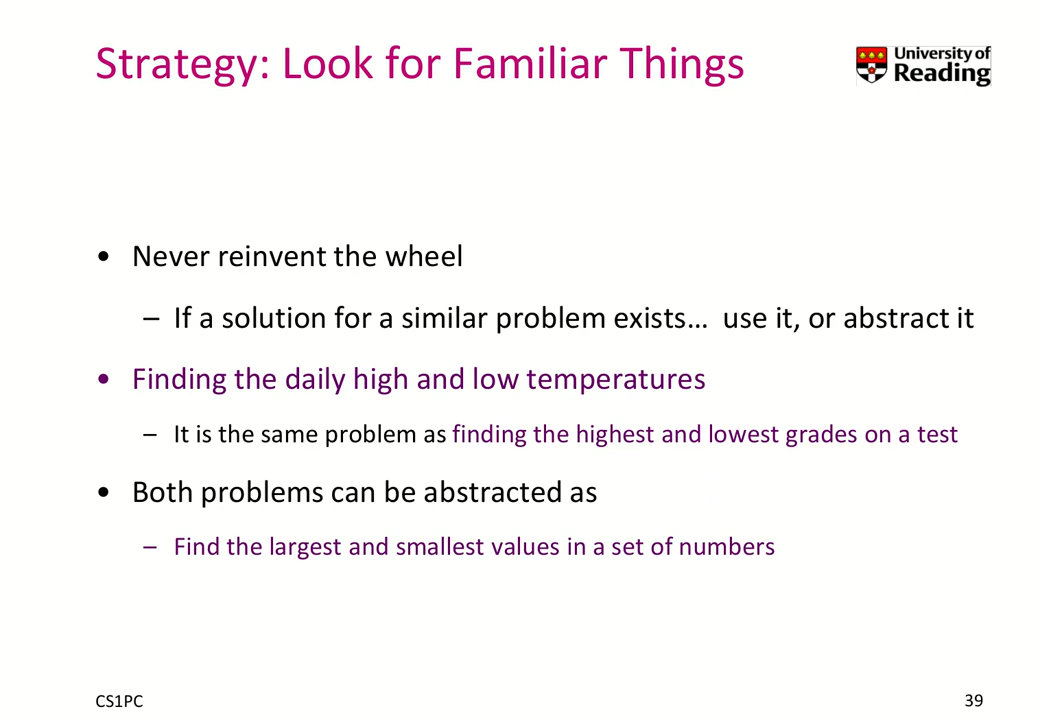 Strategy: Look for Familiar Things
University of
Reading
• Never reinvent the wheel
– If a solution for a similar problem exists… use it, or abstract it
• Finding the daily high and low temperatures
– It is the same problem as finding the highest and lowest grades on a test
• Both problems can be abstracted as
– Find the largest and smallest values in a set of numbers
CS1PC
39